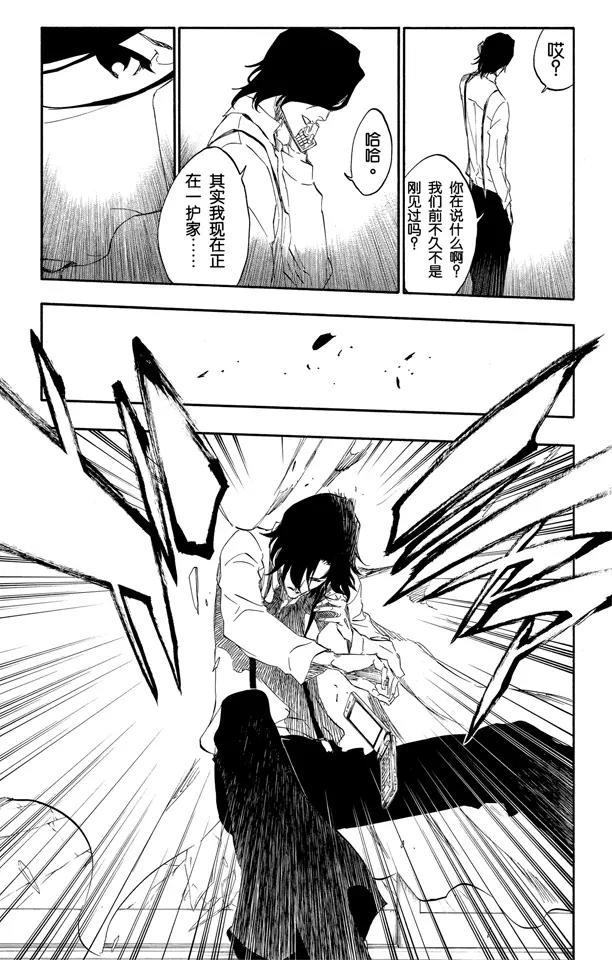 哎？
你在说什么啊？
我们前不久不是
刚见过吗？
哈哈。
其实我现在正
在一护家……